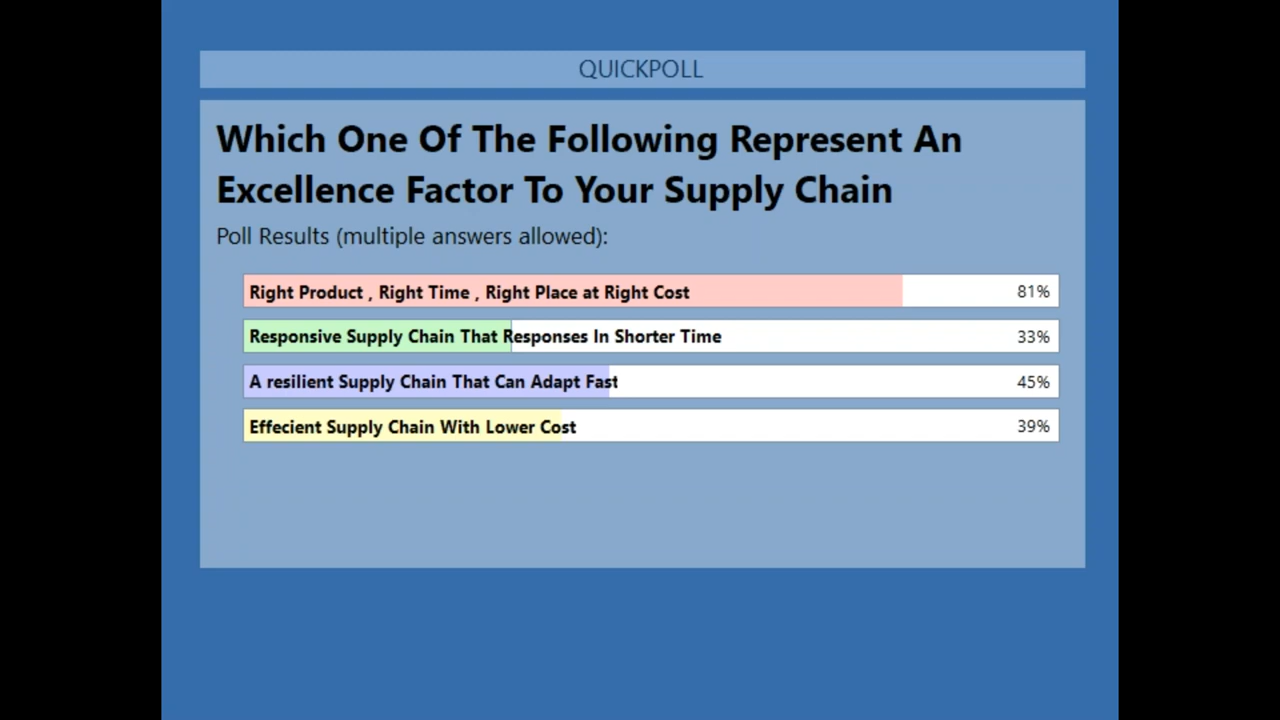 QUICKPOLL
Which One Of The Following Represent An
Excellence Factor To Your Supply Chain
Poll Results (multiple answers allowed):
Right Product , Right Time , Right Place at Right Cost 81%
Responsive Supply Chain That Responses In Shorter Time 33%
A resilient Supply Chain That Can Adapt Fast 45%
Effecient Supply Chain With Lower Cost 39%